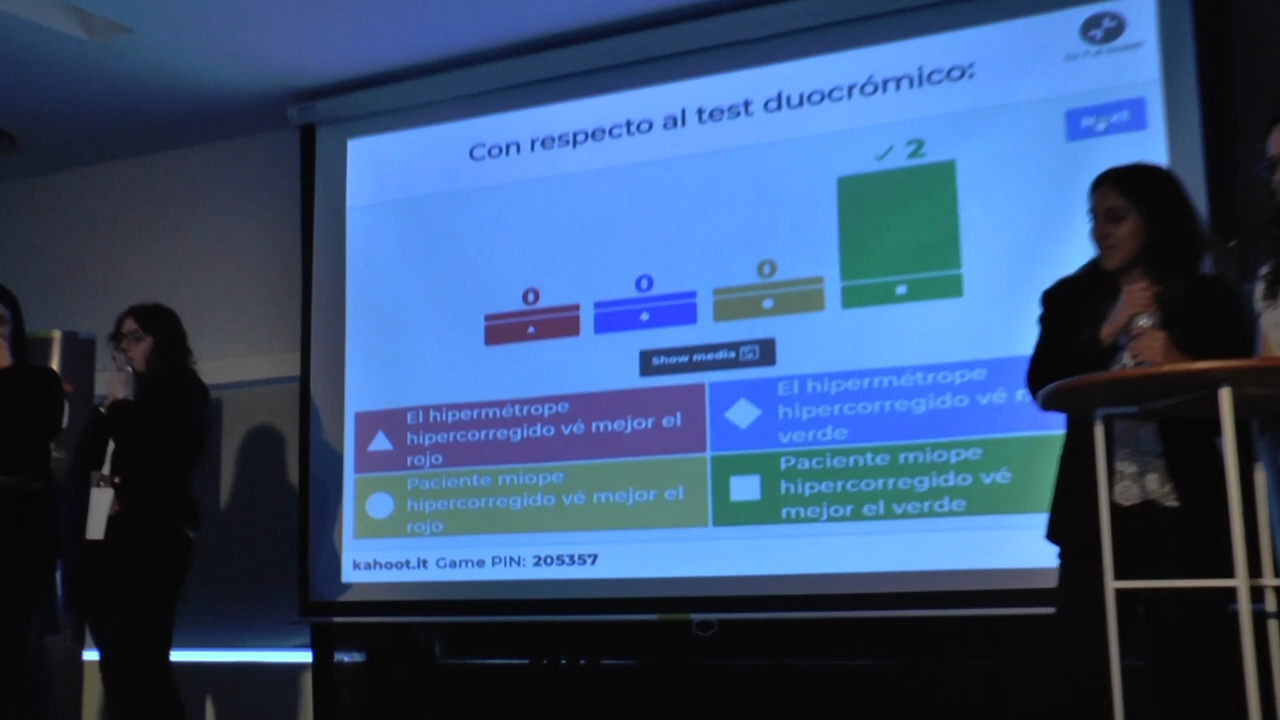 Con respecto al test duocrómico:
✓ 2
0
0
0
Show media
El hipermétrope
hipercorregido vé mejor el
rojo
El hipermétrope
hipercorregido vé
verde
Paciente miope
hipercorregido vé mejor el
rojo
Paciente miope
hipercorregido vé
mejor el verde
kahoot.it Game PIN: 205357